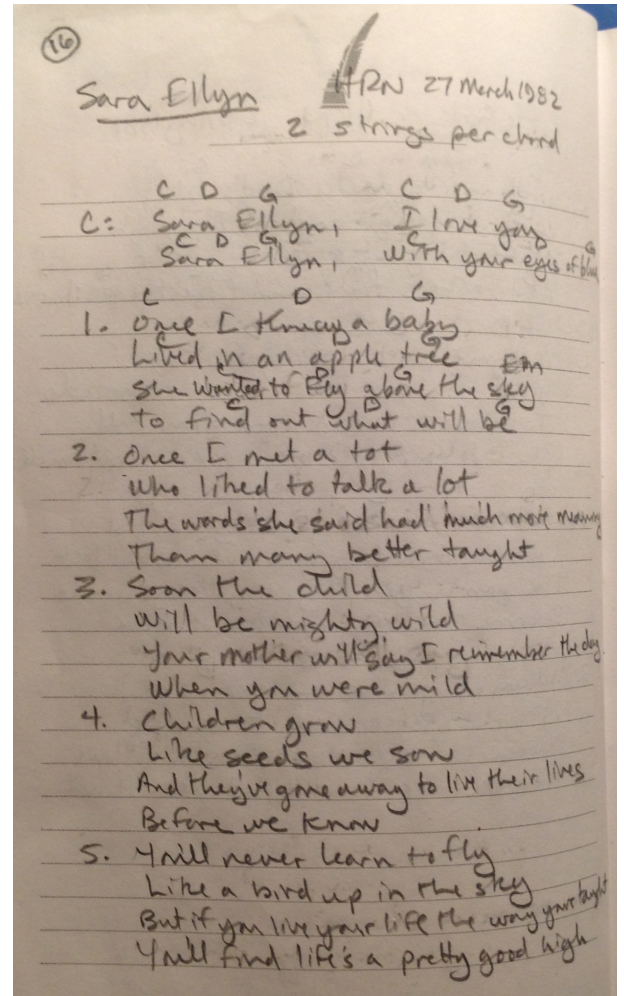 16
Sara Ellyn HRN 27 March 1982
2 strings per chord
C D G C D G
C: Sara Ellyn, I love you
C D G C D G
Sara Ellyn, with your eyes of blue
C D G
1. Once I knew a baby
C D G
Lived in an apple tree
C D G Em
She wanted to Fly above the sky
C D G
to find out what will be
2. Once I met a tot
who liked to talk a lot
The words she said had much more meaning
Than many better taught
3. Soon the child
will be mighty wild
Your mother will say I remember the day
When you were mild
4. Children grow
Like seeds we sow
And they've gone away to live their lives
Before we know
5. You'll never learn to fly
Like a bird up in the sky
But if you live your life the way your taught
You'll find life's a pretty good high